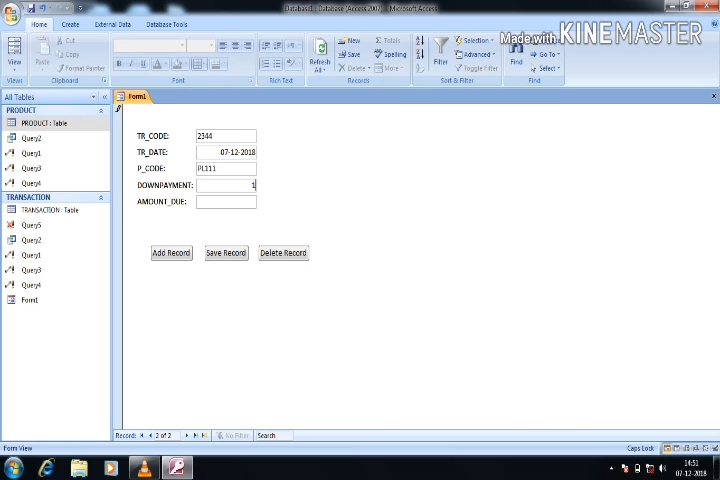 Database1 : Database (Access 2007) - Microsoft Access
Home Create External Data Database Tools
Made with KINEMASTER
View
Views
Paste
Cut
Copy
Format Painter
Clipboard
B I U
Font
Rich Text
Refresh All
New
Save
Delete
Totals
Spelling
More
Records
Filter
Selection
Advanced
Toggle Filter
Sort & Filter
Find
Go To
Select
Find
All Tables
PRODUCT
PRODUCT : Table
Query2
Query1
Query3
Query4
TRANSACTION
TRANSACTION : Table
Query5
Query2
Query1
Query3
Query4
Form1
Form1
TR_CODE: 2344
TR_DATE: 07-12-2018
P_CODE: PL111
DOWNPAYMENT: 1
AMOUNT_DUE:
Add Record Save Record Delete Record
Record: 2 of 2 No Filter Search
Form View
Caps Lock
14:51
07-12-2018